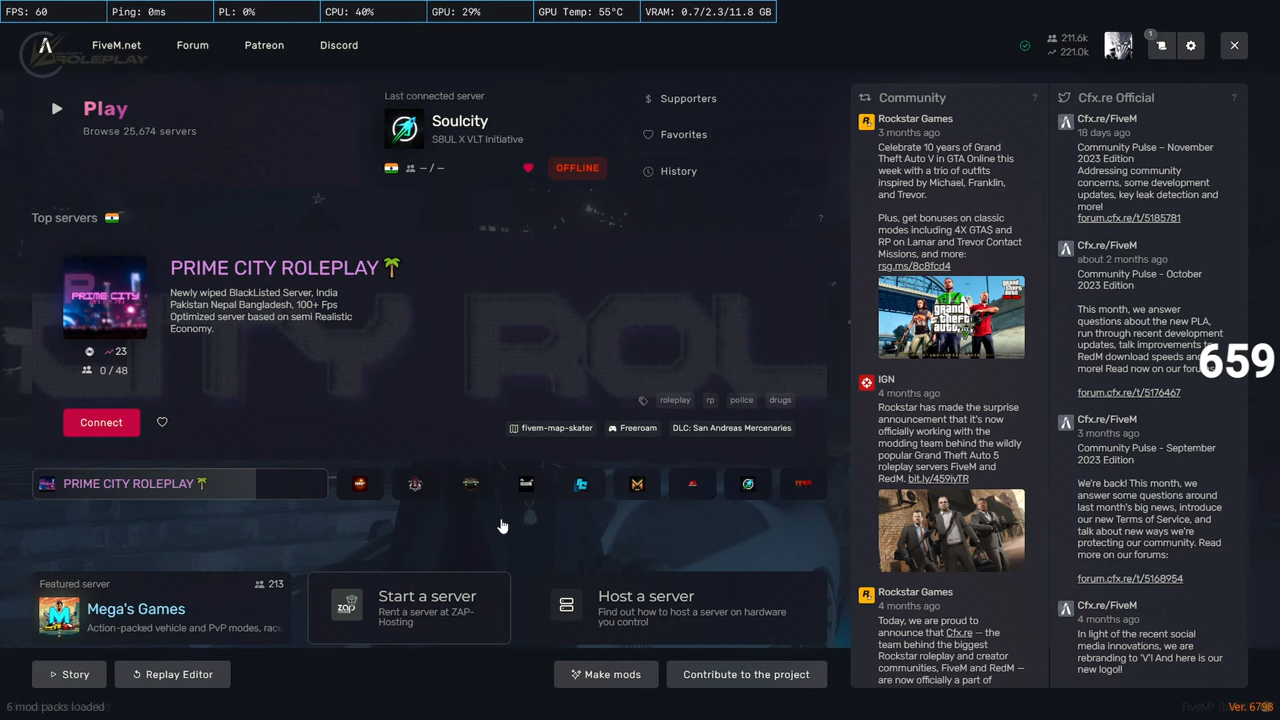 FPS: 60
Ping: 0ms
PL: 0%
CPU: 40%
GPU: 29%
GPU Temp: 55°C
VRAM: 0.7/2.3/11.8 GB
ROLEPLAY
FiveM.net
Forum
Patreon
Discord
211.6k
221.0k
1
Play
Browse 25,674 servers
Last connected server
Soulcity
S8UL X VLT Initiative
– / –
OFFLINE
$ Supporters
Favorites
History
Top servers
?
PRIME CITY
PRIME CITY ROLEPLAY🌴
Newly wiped BlackListed Server, India
Pakistan Nepal Bangladesh, 100+ Fps
Optimized server based on semi Realistic
Economy.
23
0 / 48
Connect
roleplay
rp
police
drugs
fivem-map-skater
Freeroam
DLC: San Andreas Mercenaries
PRIME CITY ROLEPLAY🌴
Featured server
213
Mega's Games
Action-packed vehicle and PvP modes, race
zap
Start a server
Rent a server at ZAP-
Hosting
Host a server
Find out how to host a server on hardware
you control
Story
Replay Editor
Make mods
Contribute to the project
6 mod packs loaded
Community
?
Rockstar Games
3 months ago
Celebrate 10 years of Grand
Theft Auto V in GTA Online this
week with a trio of outfits
inspired by Michael, Franklin,
and Trevor.
Plus, get bonuses on classic
modes including 4X GTA$ and
RP on Lamar and Trevor Contact
Missions, and more:
rsg.ms/8c8fcd4
grand
theft
auto
IGN
4 months ago
Rockstar has made the surprise
announcement that it's now
officially working with the
modding team behind the wildly
popular Grand Theft Auto 5
roleplay servers FiveM and
RedM. bit.ly/459iyTR
Rockstar Games
4 months ago
Today, we are proud to
announce that Cfx.re — the
team behind the biggest
Rockstar roleplay and creator
communities, FiveM and RedM —
are now officially a part of
Cfx.re Official
?
Cfx.re/FiveM
18 days ago
Community Pulse – November
2023 Edition
Addressing community
concerns, some development
updates, key leak detection and
more!
forum.cfx.re/t/5185781
Cfx.re/FiveM
about 2 months ago
Community Pulse - October
2023 Edition
This month, we answer
questions about the new PLA,
run through recent development
updates, talk improvements to
RedM download speeds and
more! Read now on our forums
forum.cfx.re/t/5176467
659
Cfx.re/FiveM
3 months ago
Community Pulse - September
2023 Edition
We're back! This month, we
answer some questions around
last month's big news, introduce
our new Terms of Service, and
talk about new ways we're
protecting our community. Read
more on our forums:
forum.cfx.re/t/5168954
Cfx.re/FiveM
4 months ago
In light of the recent social
media innovations, we are
rebranding to 'V'! And here is our
new logo!
Ver. 6798